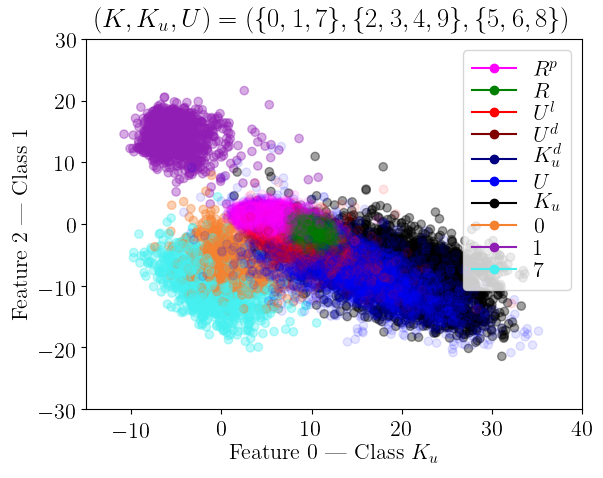 (K, K_u, U) = ({0, 1, 7}, {2, 3, 4, 9}, {5, 6, 8})
30
20
10
0
−10
−20
−30
Feature 2 — Class 1
R^p
R
U^l
U^d
K_u^d
U
K_u
0
1
7
−10
0
10
20
30
40
Feature 0 — Class K_u